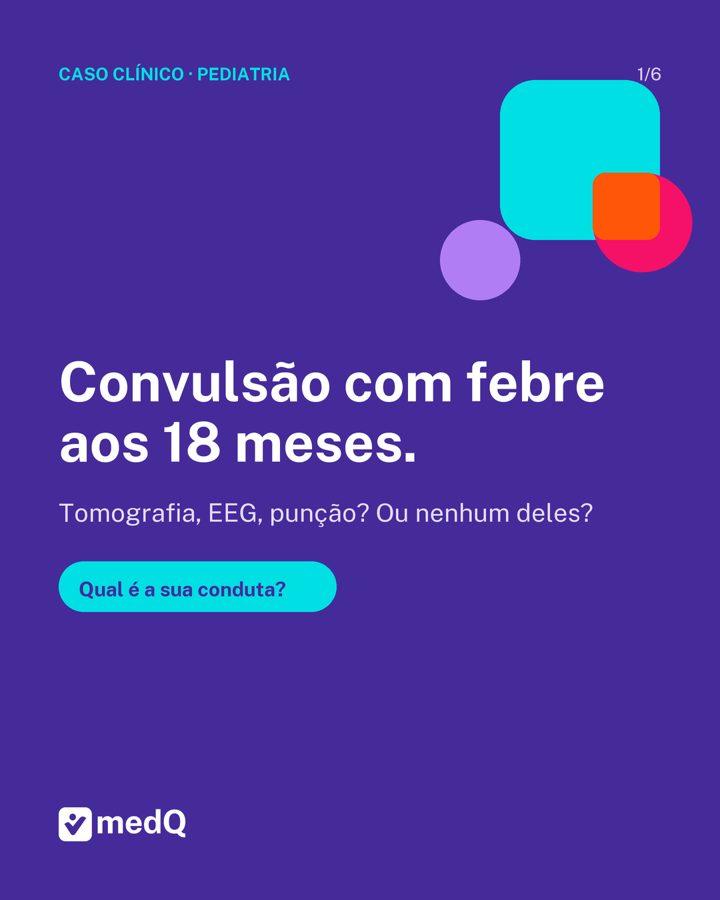 CASO CLÍNICO · PEDIATRIA
1/6
Convulsão com febre
aos 18 meses.
Tomografia, EEG, punção? Ou nenhum deles?
Qual é a sua conduta?
medQ